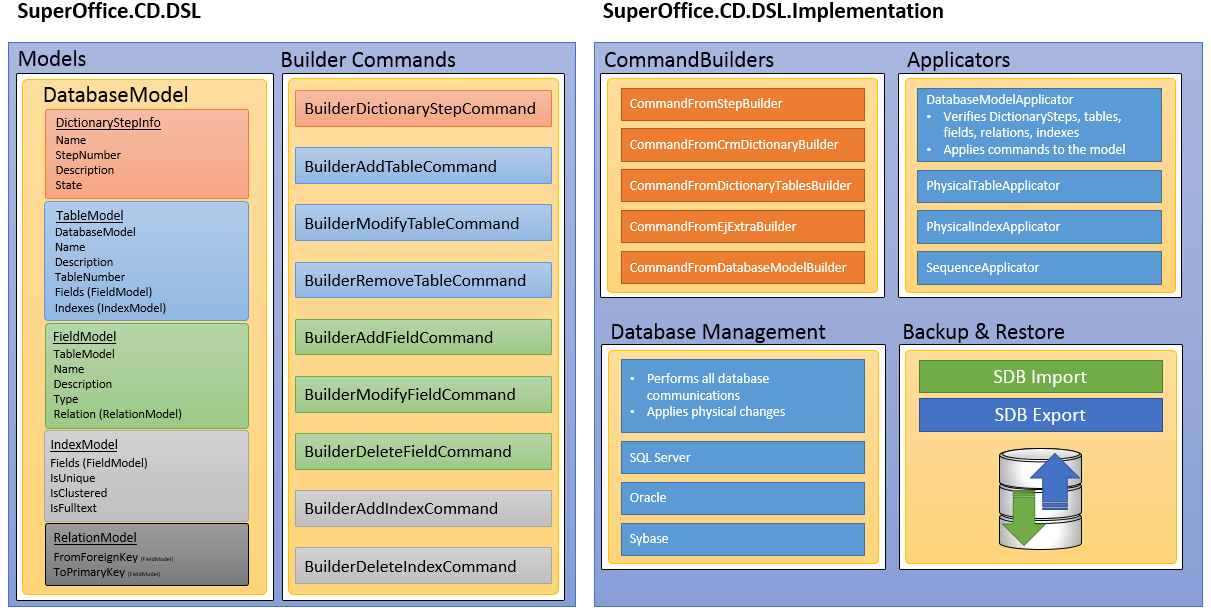 SuperOffice.CD.DSL
Models
DatabaseModel
DictionaryStepInfo
Name
StepNumber
Description
State
TableModel
DatabaseModel
Name
Description
TableNumber
Fields (FieldModel)
Indexes (IndexModel)
FieldModel
TableModel
Name
Description
Type
Relation (RelationModel)
IndexModel
Fields (FieldModel)
IsUnique
IsClustered
IsFulltext
RelationModel
FromForeignKey (FieldModel)
ToPrimaryKey (FieldModel)
Builder Commands
BuilderDictionaryStepCommand
BuilderAddTableCommand
BuilderModifyTableCommand
BuilderRemoveTableCommand
BuilderAddFieldCommand
BuilderModifyFieldCommand
BuilderDeleteFieldCommand
BuilderAddIndexCommand
BuilderDeleteIndexCommand
SuperOffice.CD.DSL.Implementation
CommandBuilders
CommandFromStepBuilder
CommandFromCrmDictionaryBuilder
CommandFromDictionaryTablesBuilder
CommandFromEjExtraBuilder
CommandFromDatabaseModelBuilder
Applicators
DatabaseModelApplicator
• Verifies DictionarySteps, tables,
fields, relations, indexes
• Applies commands to the model
PhysicalTableApplicator
PhysicalIndexApplicator
SequenceApplicator
Database Management
• Performs all database
communications
• Applies physical changes
SQL Server
Oracle
Sybase
Backup & Restore
SDB Import
SDB Export